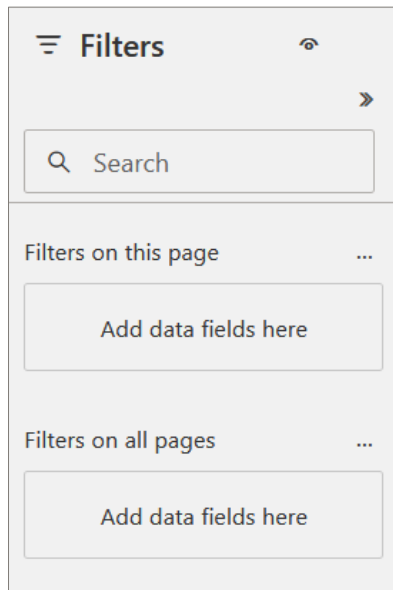 Filters
Search
Filters on this page ...
Add data fields here
Filters on all pages ...
Add data fields here